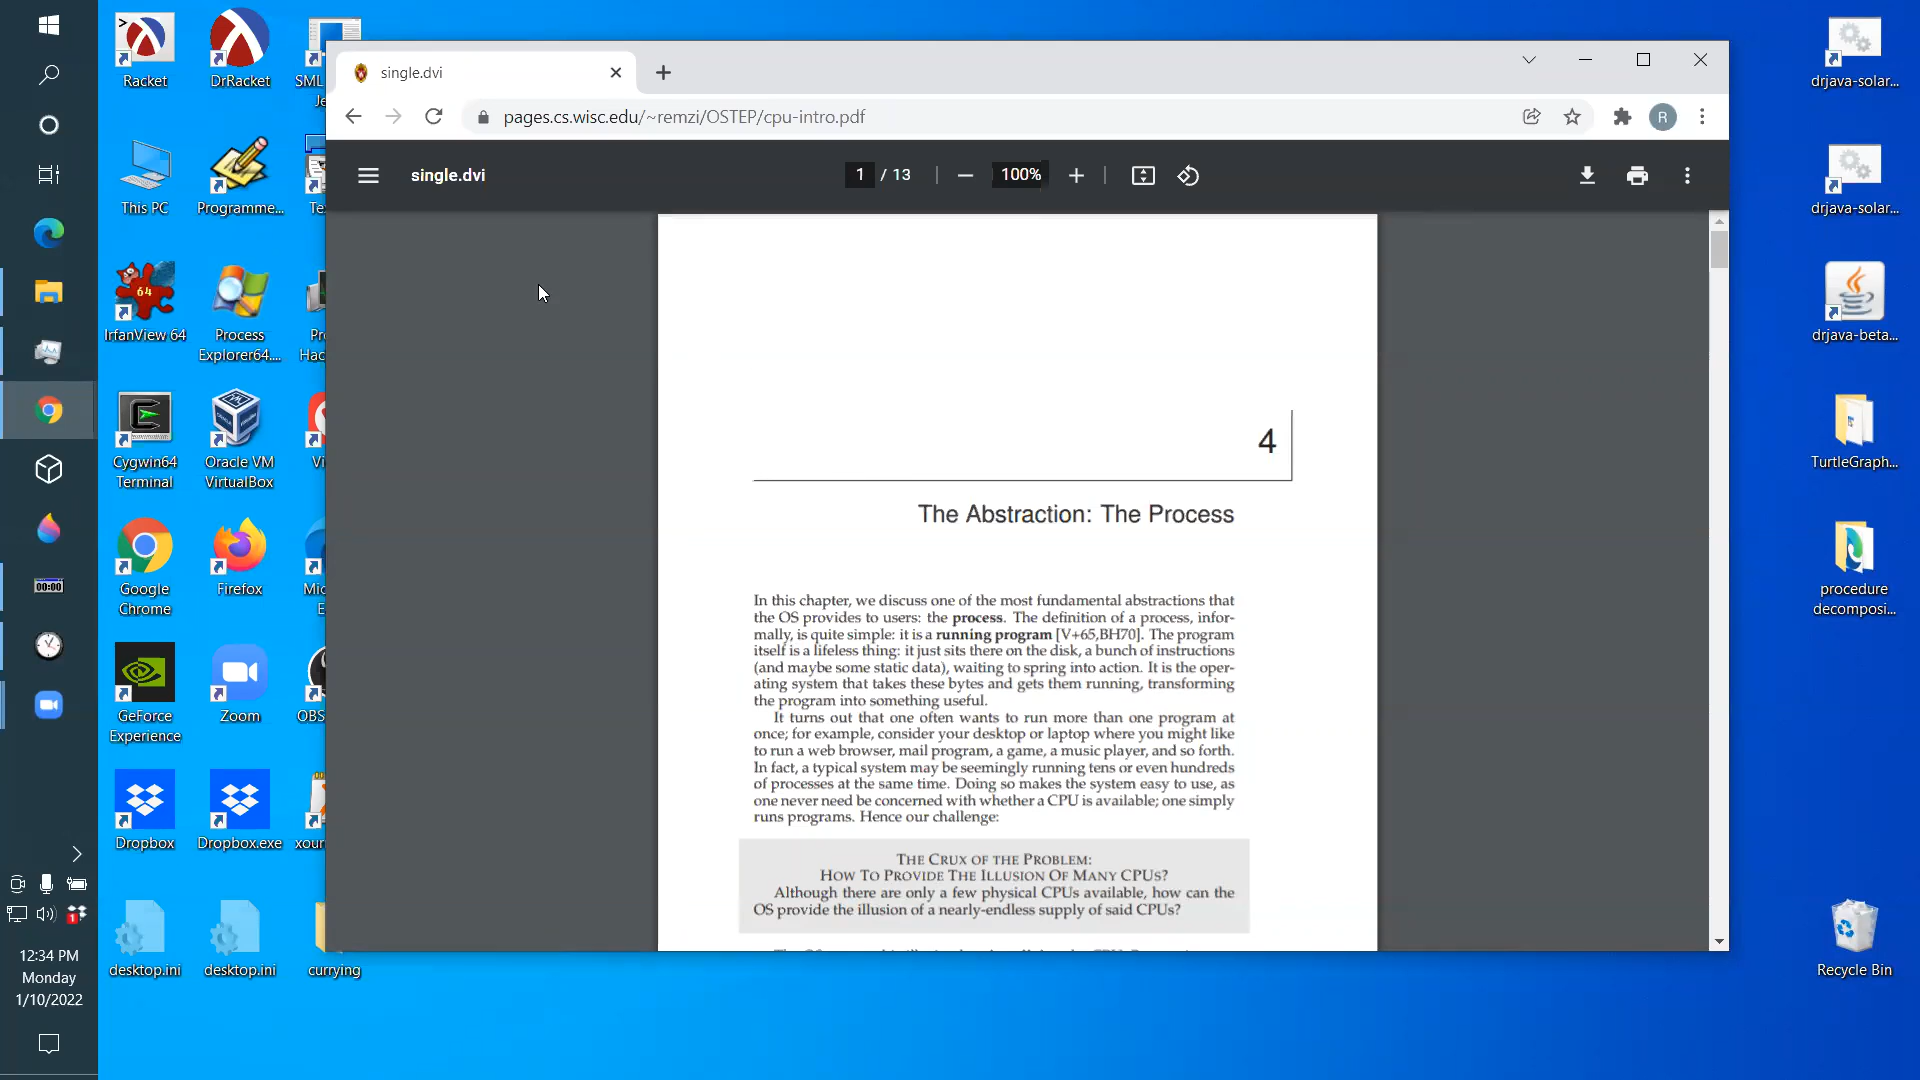 Racket
DrRacket
SML
Je
single.dvi
pages.cs.wisc.edu/~remzi/OSTEP/cpu-intro.pdf
R
single.dvi
1 / 13
100%
This PC
Programme...
Te
IrfanView 64
Process
Explorer64....
Pr
Hac
Cygwin64
Terminal
Oracle VM
VirtualBox
Vi
Google
Chrome
Firefox
Mic
E
GeForce
Experience
Zoom
OBS
Dropbox
Dropbox.exe
xour
desktop.ini
desktop.ini
currying
00:00
12:34 PM
Monday
1/10/2022
4
The Abstraction: The Process
In this chapter, we discuss one of the most fundamental abstractions that
the OS provides to users: the process. The definition of a process, infor-
mally, is quite simple: it is a running program [V+65,BH70]. The program
itself is a lifeless thing: it just sits there on the disk, a bunch of instructions
(and maybe some static data), waiting to spring into action. It is the oper-
ating system that takes these bytes and gets them running, transforming
the program into something useful.
It turns out that one often wants to run more than one program at
once; for example, consider your desktop or laptop where you might like
to run a web browser, mail program, a game, a music player, and so forth.
In fact, a typical system may be seemingly running tens or even hundreds
of processes at the same time. Doing so makes the system easy to use, as
one never need be concerned with whether a CPU is available; one simply
runs programs. Hence our challenge:
THE CRUX OF THE PROBLEM:
HOW TO PROVIDE THE ILLUSION OF MANY CPUS?
Although there are only a few physical CPUs available, how can the
OS provide the illusion of a nearly-endless supply of said CPUs?
drjava-solar...
drjava-solar...
drjava-beta...
TurtleGraph...
procedure
decomposi...
Recycle Bin